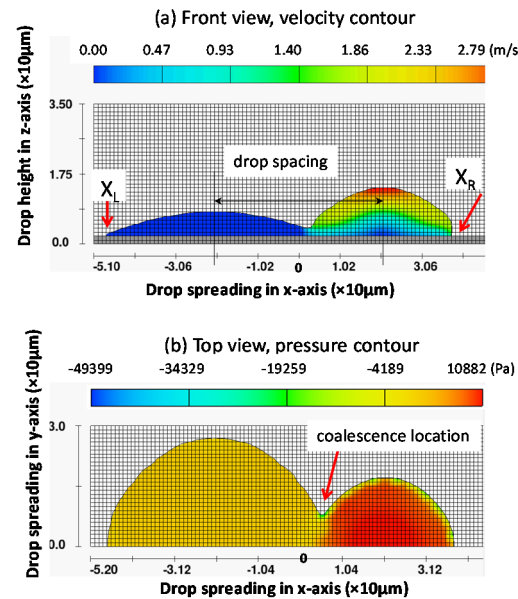 (a) Front view, velocity contour
0.00 0.47 0.93 1.40 1.86 2.33 2.79 (m/s
Drop height in z-axis (×10µm)
3.50
1.75
0.0
drop spacing
XL
XR
-5.10 -3.06 -1.02 0 1.02 3.06
Drop spreading in x-axis (×10µm)
(b) Top view, pressure contour
-49399 -34329 -19259 -4189 10882 (Pa)
Drop spreading in y-axis (×10µm)
3.0
0.0
coalescence location
-5.20 -3.12 -1.04 0 1.04 3.12
Drop spreading in x-axis (×10µm)